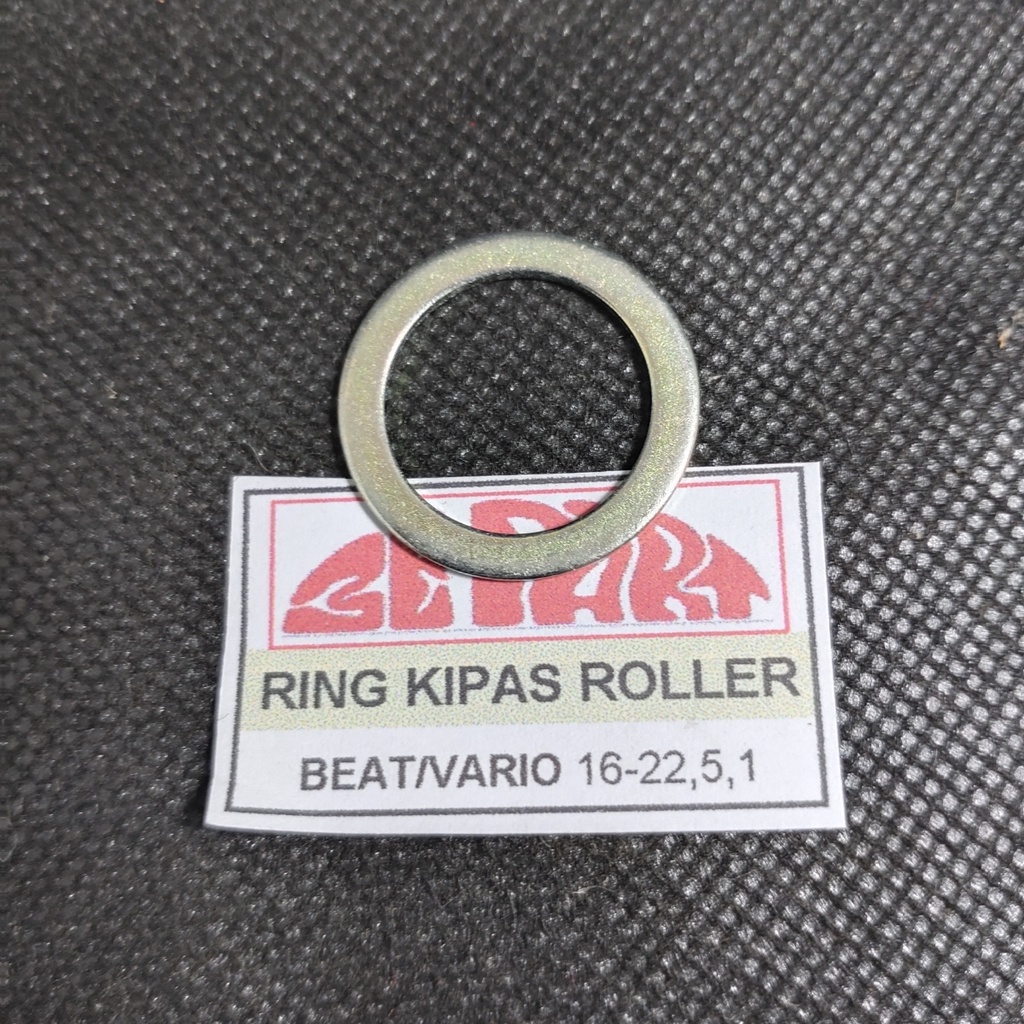 RING KIPAS ROLLER
BEAT/VARIO 16-22,5,1